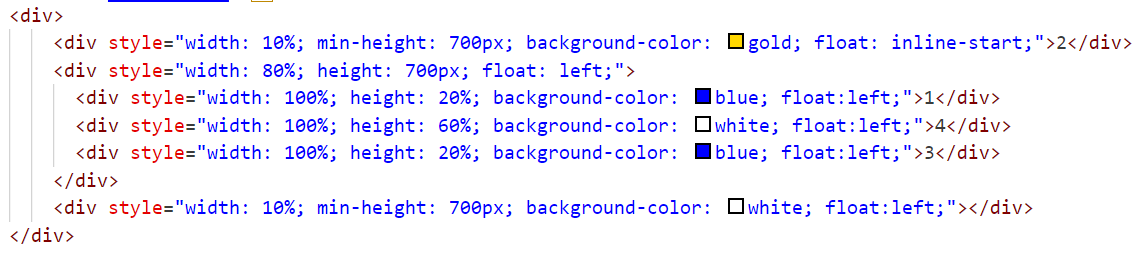 <div>
<div style="width: 10%; min-height: 700px; background-color: gold; float: inline-start;">2</div>
<div style="width: 80%; height: 700px; float: left;">
<div style="width: 100%; height: 20%; background-color: blue; float:left;">1</div>
<div style="width: 100%; height: 60%; background-color: white; float:left;">4</div>
<div style="width: 100%; height: 20%; background-color: blue; float:left;">3</div>
</div>
<div style="width: 10%; min-height: 700px; background-color: white; float:left;"></div>
</div>